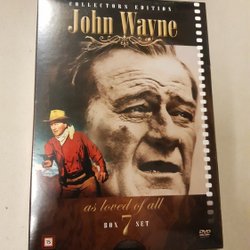 COLLECTORS EDITION
John Wayne
as loved of all
BOX 7 SET
DVD